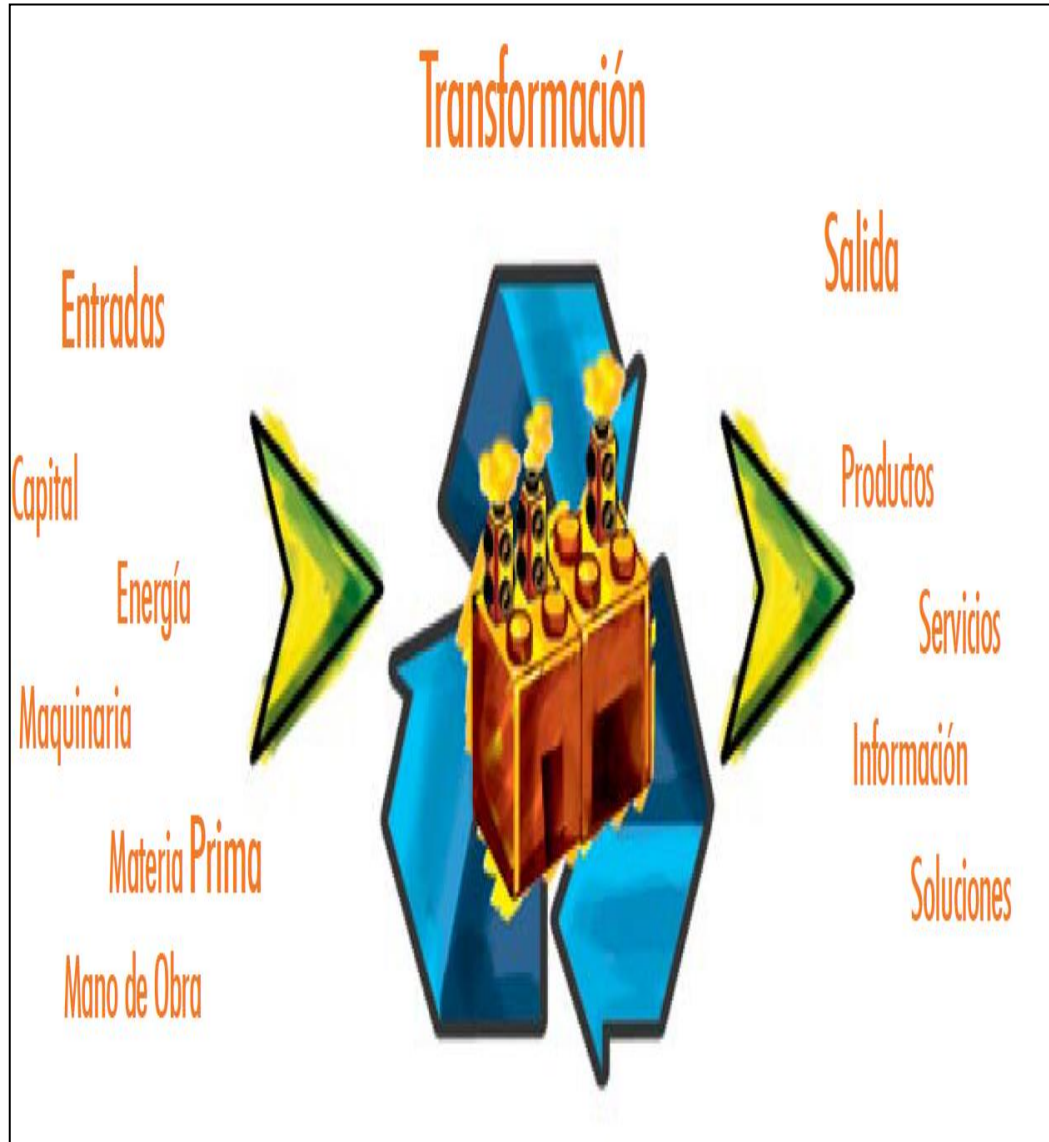 Transformación
Entradas
Capital
Energía
Maquinaria
Materia Prima
Mano de Obra
Salida
Productos
Servicios
Información
Soluciones